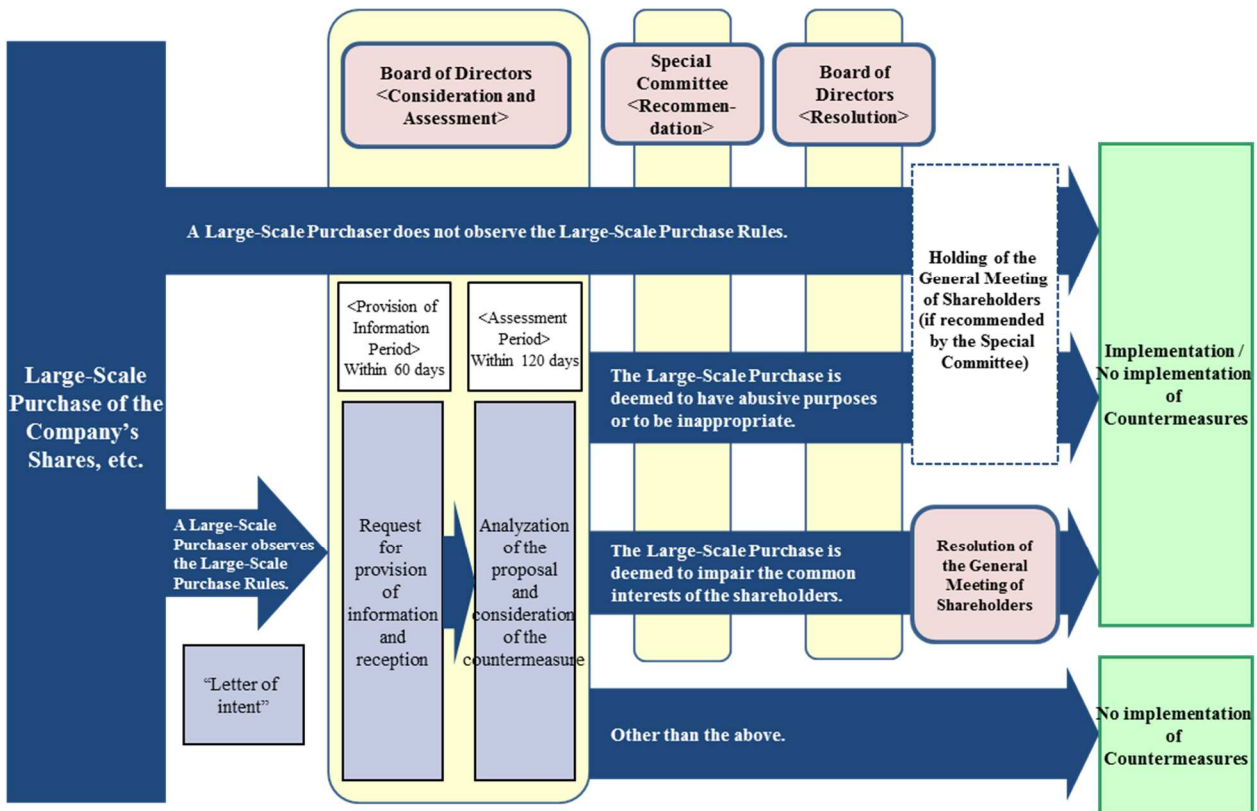 Board of Directors
<Consideration and
Assessment>
Special
Committee
<Recommen-
dation>
Board of
Directors
<Resolution>
Large-Scale
Purchase of the
Company’s
Shares, etc.
A Large-Scale Purchaser does not observe the Large-Scale Purchase Rules.
Holding of the
General Meeting
of Shareholders
(if recommended
by the Special
Committee)
Implementation /
No implementation
of
Countermeasures
<Provision of
Information
Period>
Within 60 days
<Assessment
Period>
Within 120 days
The Large-Scale Purchase is
deemed to have abusive purposes
or to be inappropriate.
A Large-Scale
Purchaser observes
the Large-Scale
Purchase Rules.
“Letter of
intent”
Request
for
provision
of
information
and
reception
Analyzation
of the
proposal
and
consideration
of the
countermeasure
The Large-Scale Purchase is
deemed to impair the common
interests of the shareholders.
Resolution of
the General
Meeting of
Shareholders
Other than the above.
No implementation
of
Countermeasures